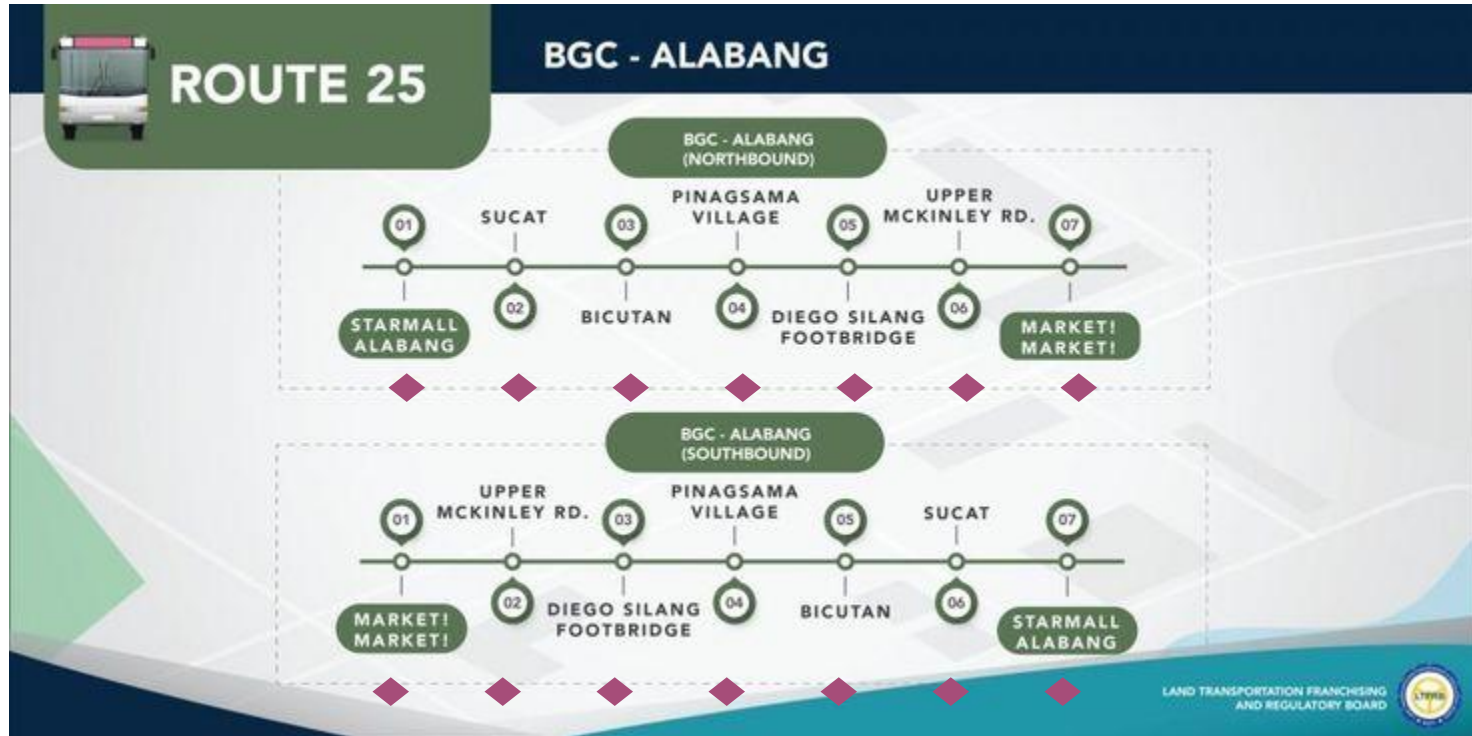 ROUTE 25
BGC - ALABANG
BGC - ALABANG
(NORTHBOUND)
01
SUCAT
03
PINAGSAMA
VILLAGE
05
UPPER
MCKINLEY RD.
07
STARMALL
ALABANG
02
BICUTAN
04
DIEGO SILANG
FOOTBRIDGE
06
MARKET!
MARKET!
BGC - ALABANG
(SOUTHBOUND)
01
UPPER
MCKINLEY RD.
03
PINAGSAMA
VILLAGE
05
SUCAT
07
MARKET!
MARKET!
02
DIEGO SILANG
FOOTBRIDGE
04
BICUTAN
06
STARMALL
ALABANG
LAND TRANSPORTATION FRANCHISING
AND REGULATORY BOARD
LTFRB